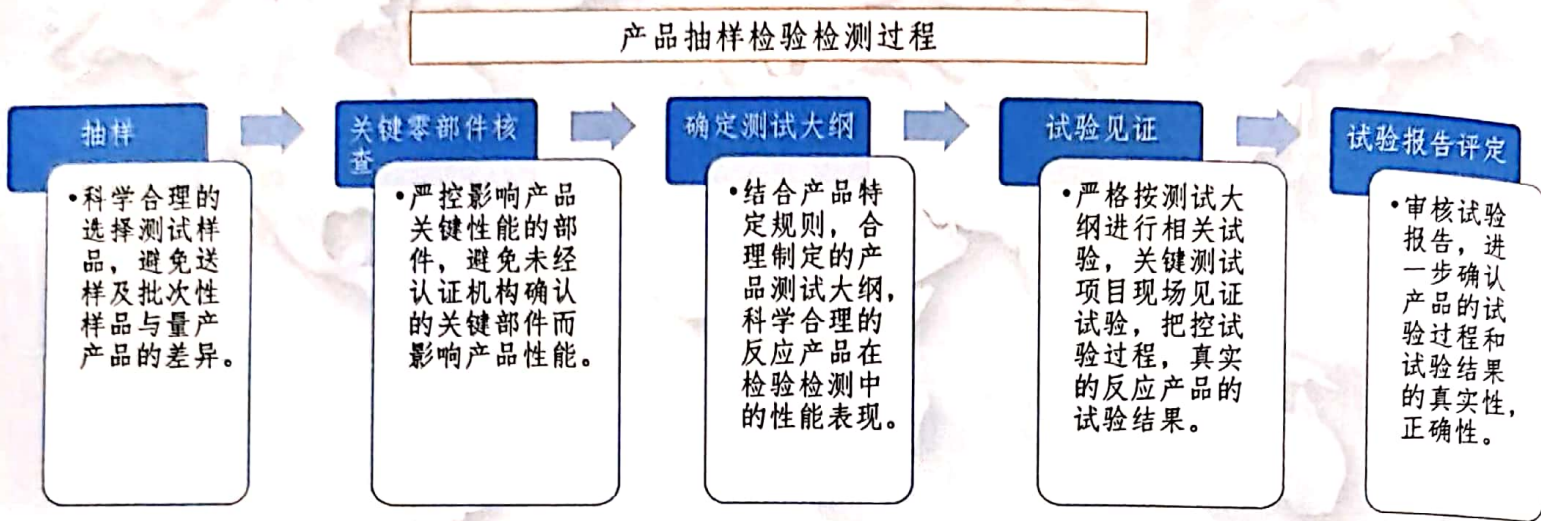 产品抽样检验检测过程
抽样
•科学合理的
选择测试样
品，避免送
样及批次性
样品与量产
产品的差异。
关键零部件核
查
•严控影响产品
关键性能的部
件，避免未经
认证机构确认
的关键部件而
影响产品性能。
确定测试大纲
•结合产品特
定规则，合
理制定的产
品测试大纲，
科学合理的
反应产品在
检验检测中
的性能表现。
试验见证
•严格按测试大
纲进行相关试
验，关键测试
项目现场见证
试验，把控试
验过程，真实
的反应产品的
试验结果。
试验报告评定
•审核试验
报告，进
一步确认
产品的试
验过程和
试验结果
的真实性，
正确性。